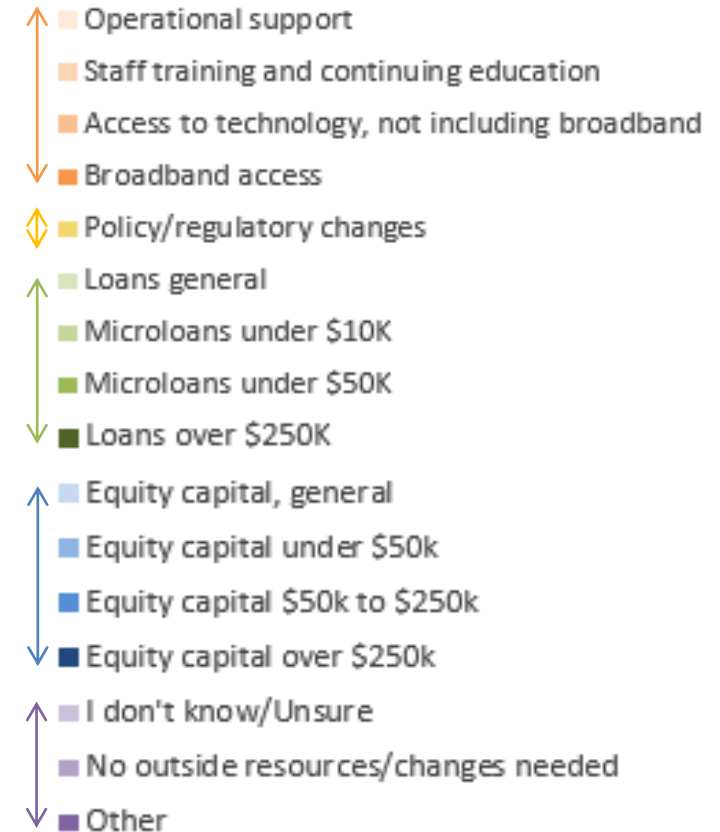 Operational support
Staff training and continuing education
Access to technology, not including broadband
Broadband access
Policy/regulatory changes
Loans general
Microloans under $10K
Microloans under $50K
Loans over $250K
Equity capital, general
Equity capital under $50k
Equity capital $50k to $250k
Equity capital over $250k
I don't know/Unsure
No outside resources/changes needed
Other